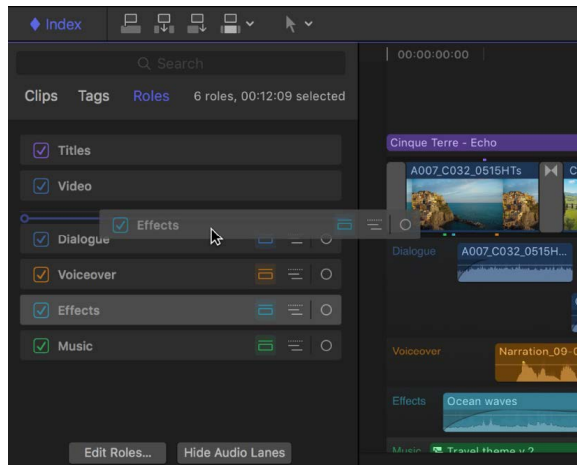 Index
Search
00:00:00:00
Clips Tags Roles 6 roles, 00:12:09 selected
Cinque Terre - Echo
Titles
A007_C032_0515HTs C
Video
Effects
Dialogue
Dialogue A007_C032_0515H...
Voiceover
Effects
Music
Voiceover Narration_09-0
Effects Ocean waves
Music Travel theme v.2
Edit Roles... Hide Audio Lanes